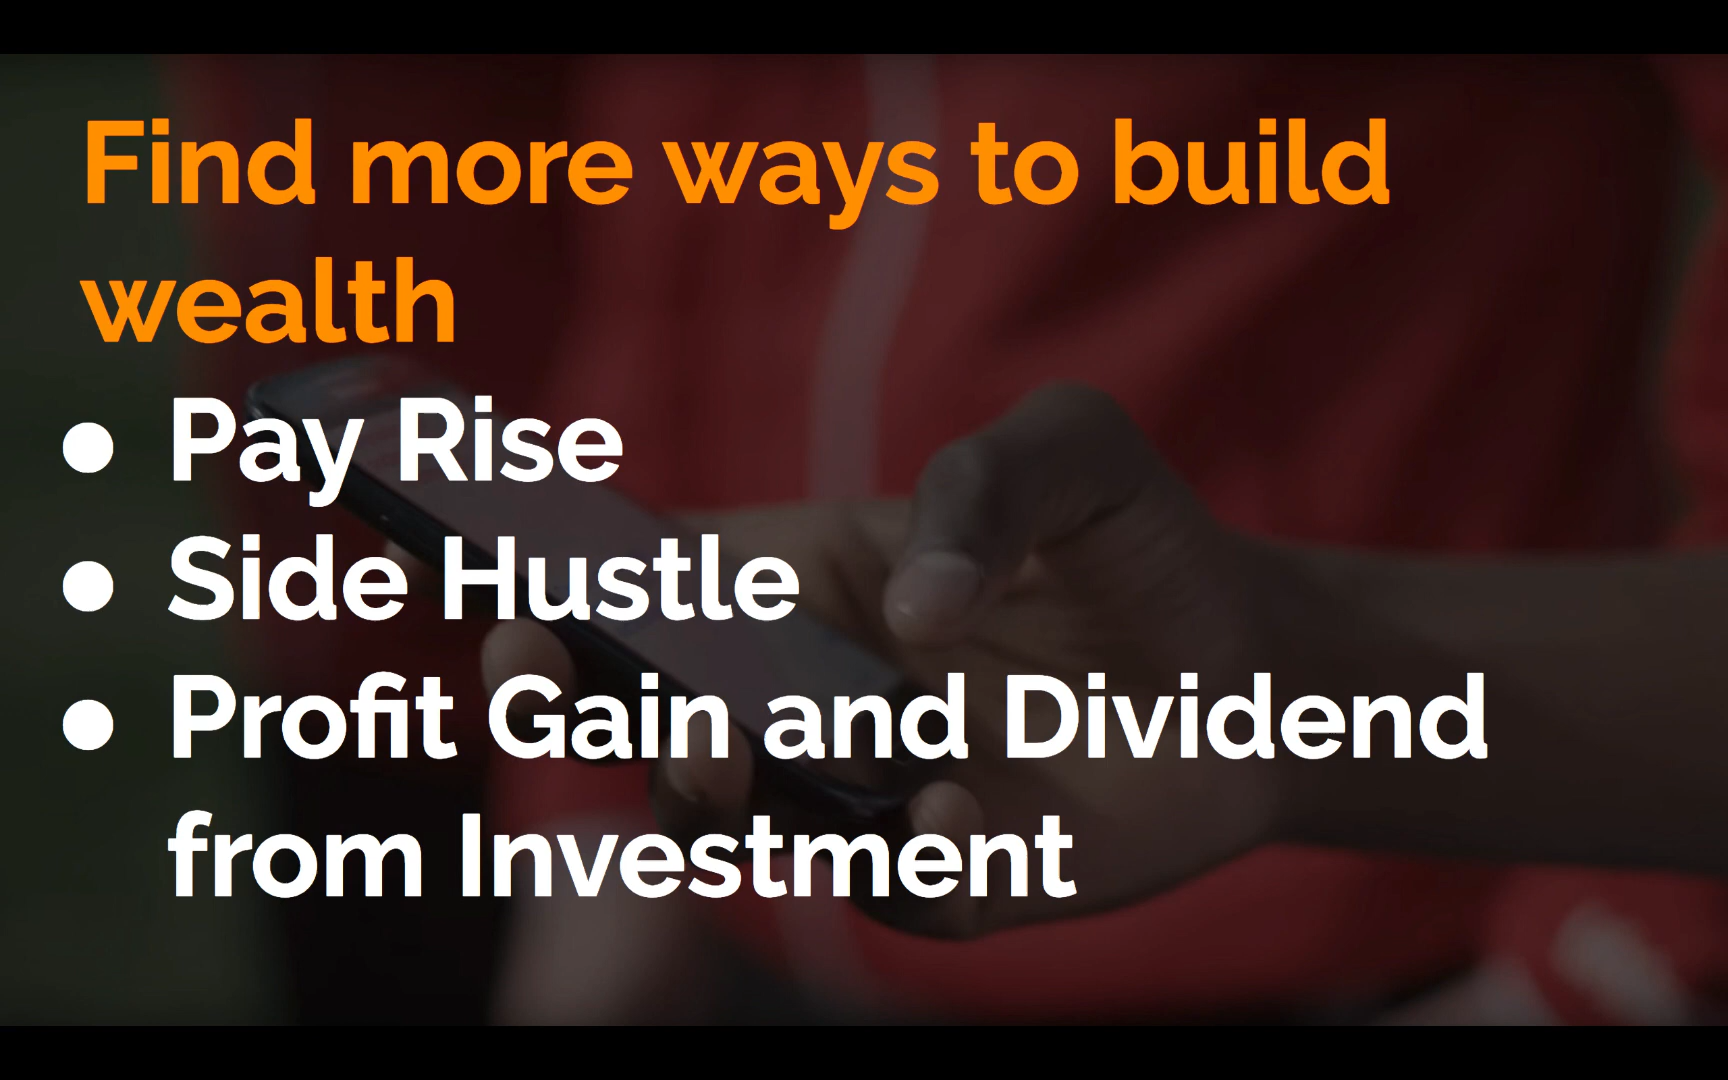 Find more ways to build
wealth
● Pay Rise
● Side Hustle
● Profit Gain and Dividend
from Investment